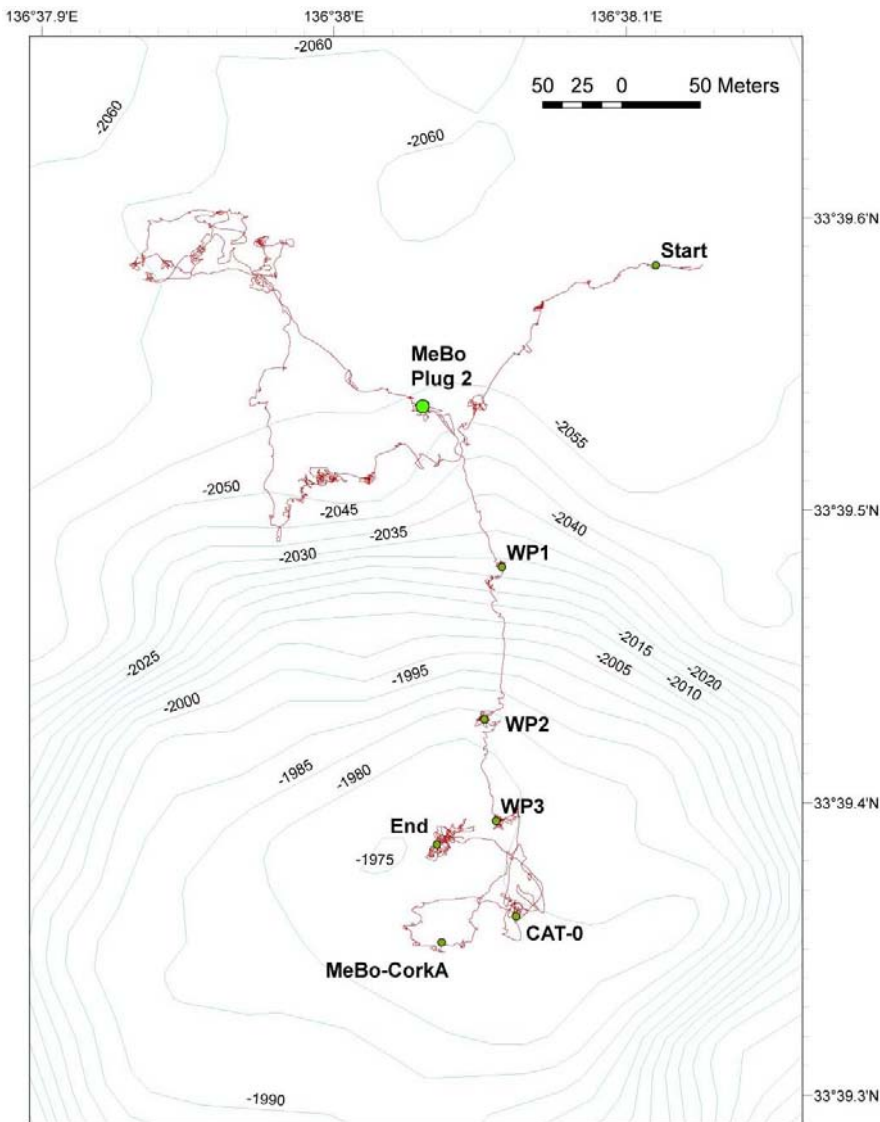 136°37.9'E 136°38'E 136°38.1'E
-2060
50 25 0 50 Meters
-2060
-2060
33°39.6'N
Start
MeBo
Plug 2
-2055
-2050
-2045
33°39.5'N
-2040
-2035
-2030
WP1
-2015
-2025
-2005
-2020
-1995
-2010
-2000
WP2
-1985
-1980
33°39.4'N
WP3
End
-1975
CAT-0
MeBo-CorkA
-1990
33°39.3'N